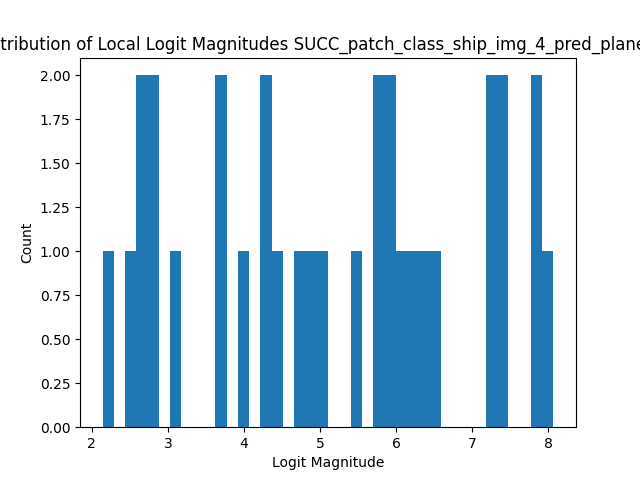 tribution of Local Logit Magnitudes SUCC_patch_class_ship_img_4_pred_plane
2.00
1.75
1.50
1.25
1.00
0.75
0.50
0.25
0.00
Count
2 3 4 5 6 7 8
Logit Magnitude